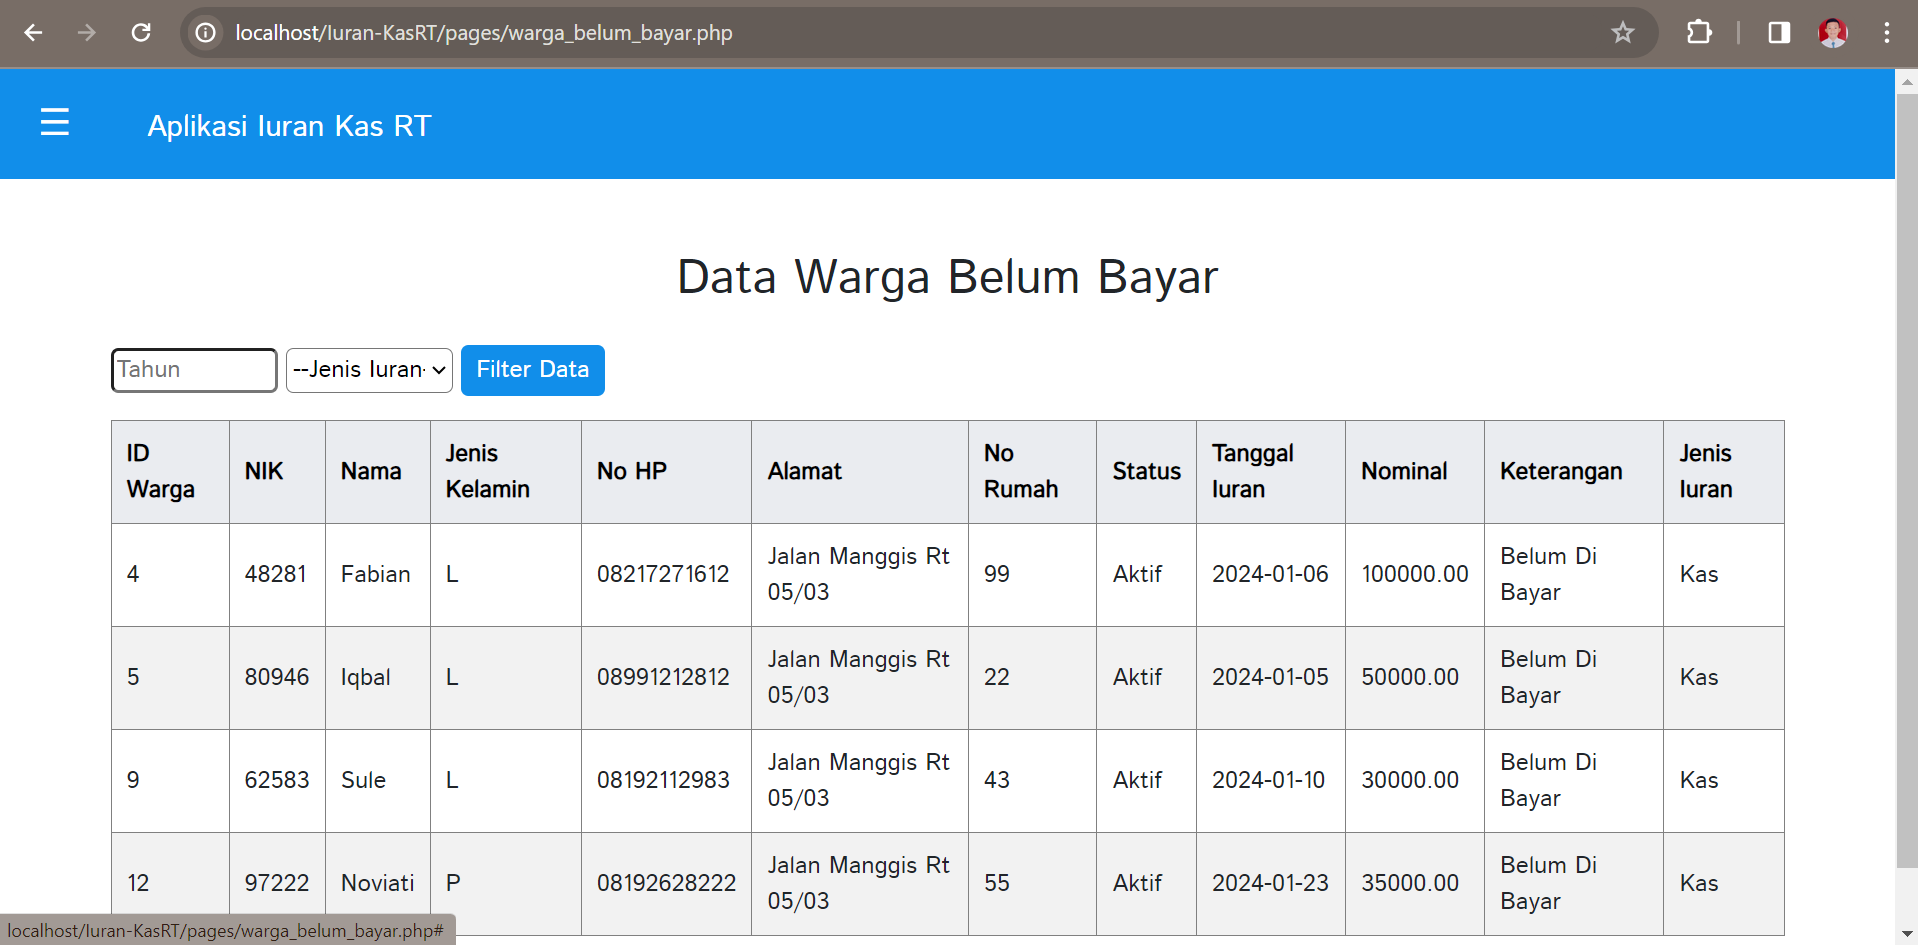 localhost/Iuran-KasRT/pages/warga_belum_bayar.php
Aplikasi Iuran Kas RT
Data Warga Belum Bayar
Tahun --Jenis Iuran- Filter Data
ID Warga NIK Nama Jenis Kelamin No HP Alamat No Rumah Status Tanggal Iuran Nominal Keterangan Jenis Iuran
4 48281 Fabian L 08217271612 Jalan Manggis Rt 05/03 99 Aktif 2024-01-06 100000.00 Belum Di Bayar Kas
5 80946 Iqbal L 08991212812 Jalan Manggis Rt 05/03 22 Aktif 2024-01-05 50000.00 Belum Di Bayar Kas
9 62583 Sule L 08192112983 Jalan Manggis Rt 05/03 43 Aktif 2024-01-10 30000.00 Belum Di Bayar Kas
12 97222 Noviati P 08192628222 Jalan Manggis Rt 05/03 55 Aktif 2024-01-23 35000.00 Belum Di Bayar Kas
localhost/Iuran-KasRT/pages/warga_belum_bayar.php#